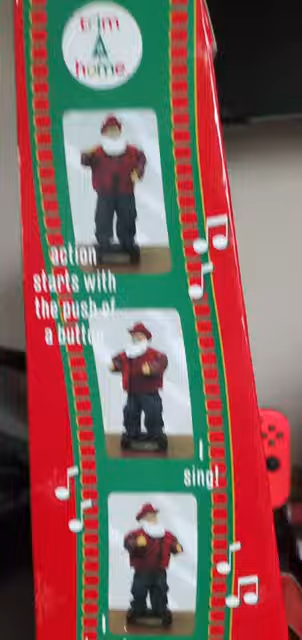 trim
A
home
action
starts with
the push of
a button
I
sing!
I